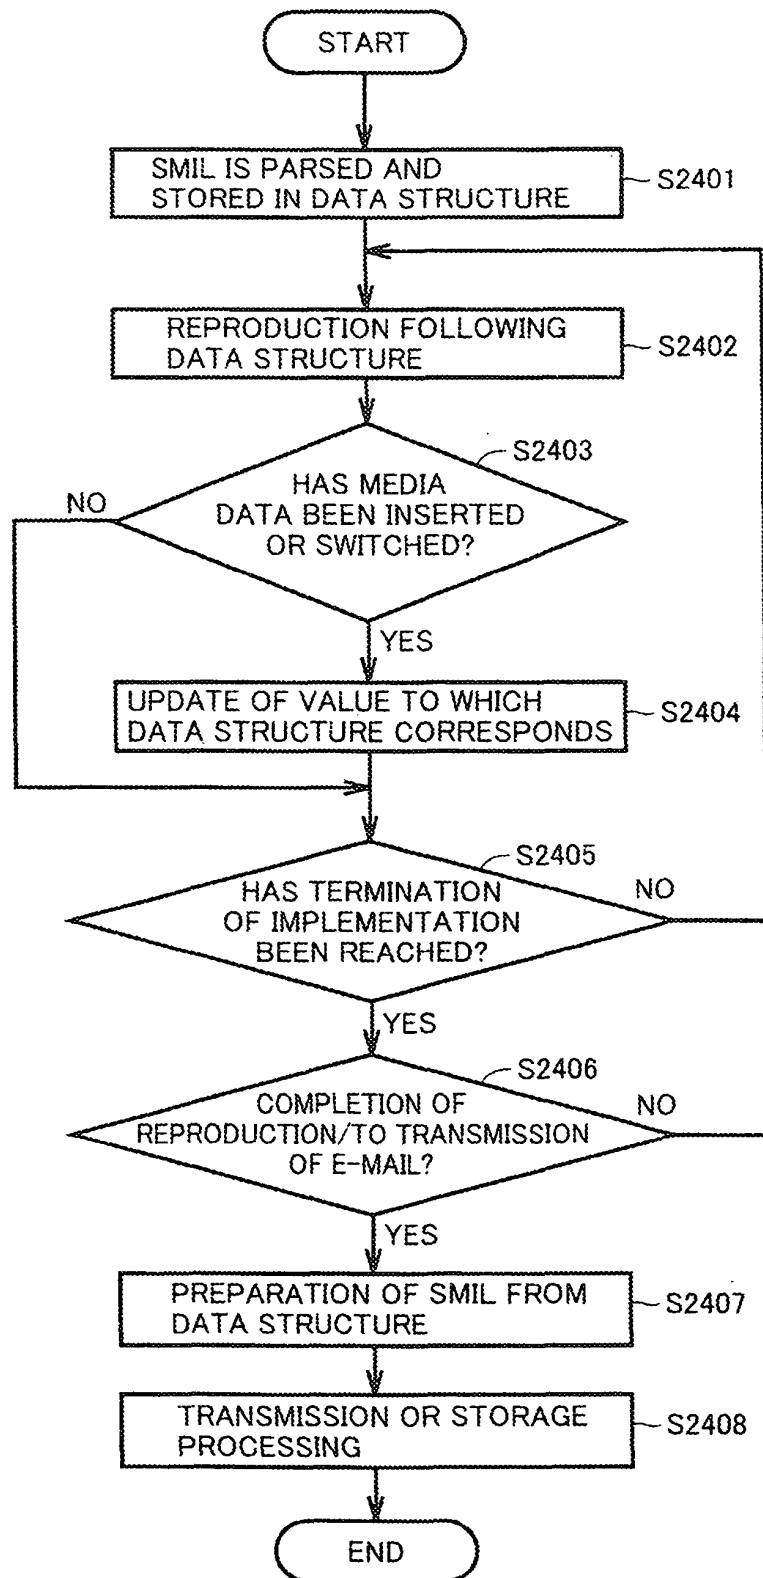 START
SMIL IS PARSED AND
STORED IN DATA STRUCTURE
S2401
REPRODUCTION FOLLOWING
DATA STRUCTURE
S2402
S2403
HAS MEDIA
DATA BEEN INSERTED
OR SWITCHED?
NO
YES
UPDATE OF VALUE TO WHICH
DATA STRUCTURE CORRESPONDS
S2404
S2405
HAS TERMINATION
OF IMPLEMENTATION
BEEN REACHED?
NO
YES
S2406
COMPLETION OF
REPRODUCTION/TO TRANSMISSION
OF E-MAIL?
NO
YES
PREPARATION OF SMIL FROM
DATA STRUCTURE
S2407
TRANSMISSION OR STORAGE
PROCESSING
S2408
END